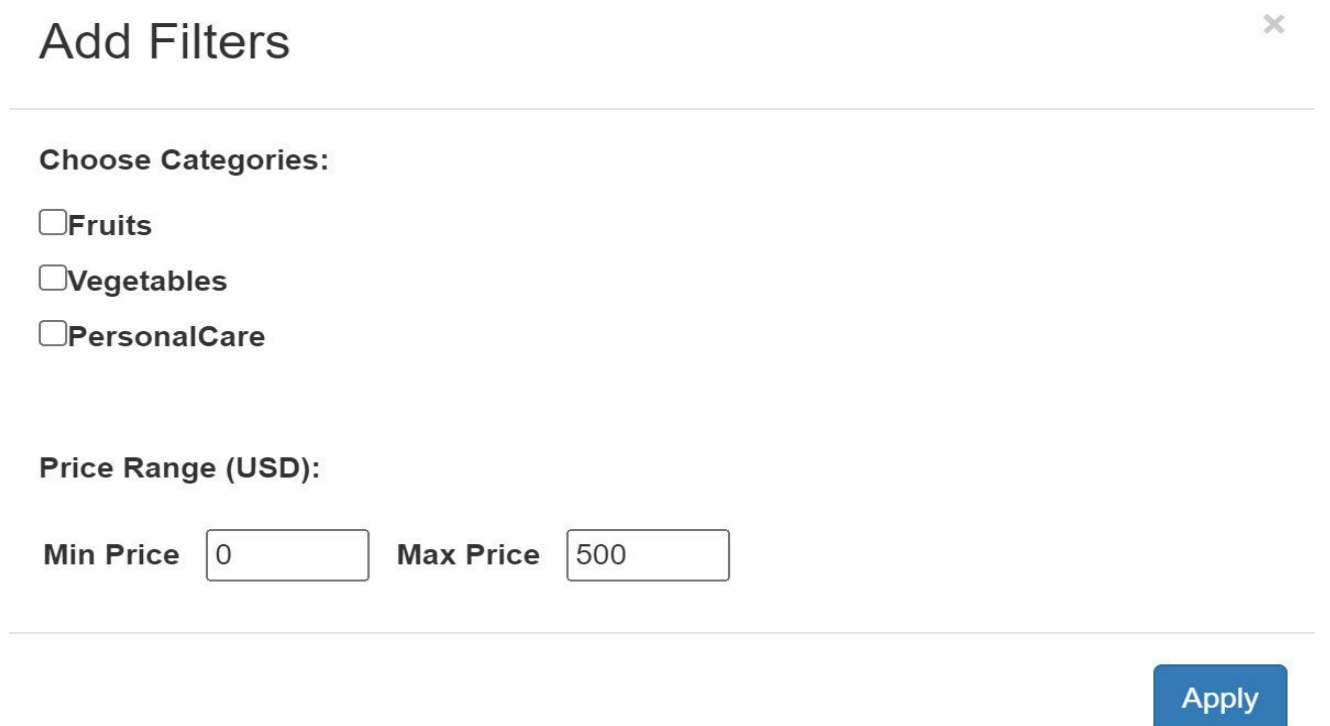 Add Filters
×
Choose Categories:
Fruits
Vegetables
PersonalCare
Price Range (USD):
Min Price 0 Max Price 500
Apply